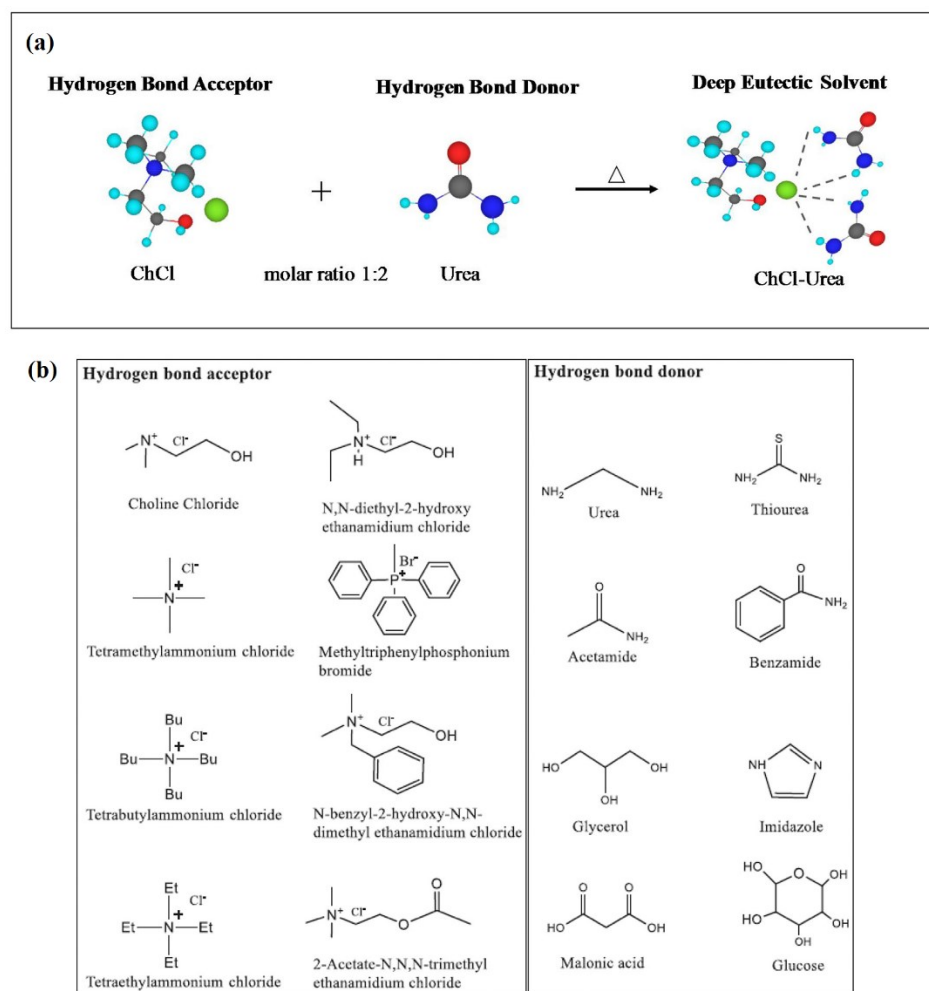 (a)
Hydrogen Bond Acceptor
Hydrogen Bond Donor
Deep Eutectic Solvent
+
△
ChCl
molar ratio 1:2
Urea
ChCl-Urea
(b)
Hydrogen bond acceptor
N⁺
Cl⁻
OH
Choline Chloride
N⁺
H
Cl⁻
OH
N,N-diethyl-2-hydroxy
ethanamidium chloride
Cl⁻
+
N
Tetramethylammonium chloride
Br⁻
P
+
Methyltriphenylphosphonium
bromide
Bu
Cl⁻
+
Bu
N
Bu
Bu
Tetrabutylammonium chloride
N⁺
Cl⁻
OH
N-benzyl-2-hydroxy-N,N-
dimethyl ethanamidium chloride
Et
Cl⁻
+
Et
N
Et
Et
Tetraethylammonium chloride
O
N⁺
Cl⁻
O
2-Acetate-N,N,N-trimethyl
ethanamidium chloride
Hydrogen bond donor
NH₂
NH₂
Urea
S
NH₂
NH₂
Thiourea
O
NH₂
Acetamide
O
NH₂
Benzamide
HO
OH
OH
Glycerol
NH
N
Imidazole
O
O
HO
OH
Malonic acid
HO
O
OH
HO
OH
OH
Glucose